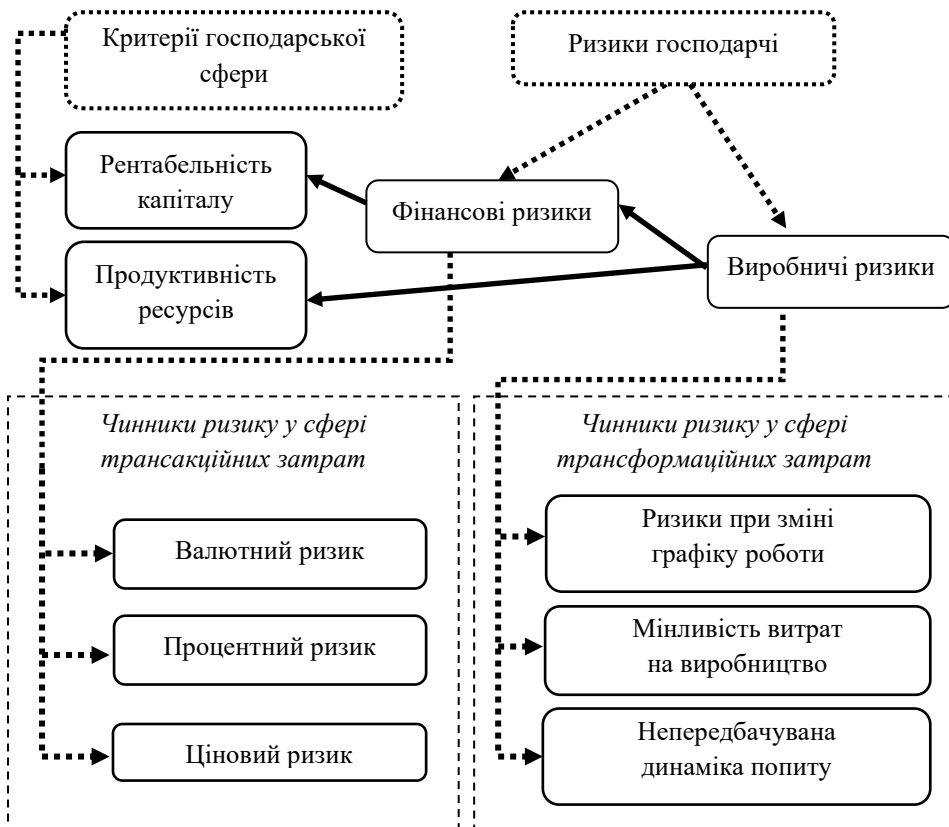 Критерії господарської
сфери
Ризики господарчі
Рентабельність
капіталу
Фінансові ризики
Продуктивність
ресурсів
Виробничі ризики
Чинники ризику у сфері
трансакційних затрат
Валютний ризик
Процентний ризик
Ціновий ризик
Чинники ризику у сфері
трансформаційних затрат
Ризики при зміні
графіку роботи
Мінливість витрат
на виробництво
Непередбачувана
динаміка попиту